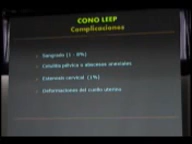 CONO LEEP
Complicaciones
Sangrado (1 - 8%)
Celulitis pélvica o abscesos anexiales
Estenosis cervical (1%)
Deformaciones del cuello uterino